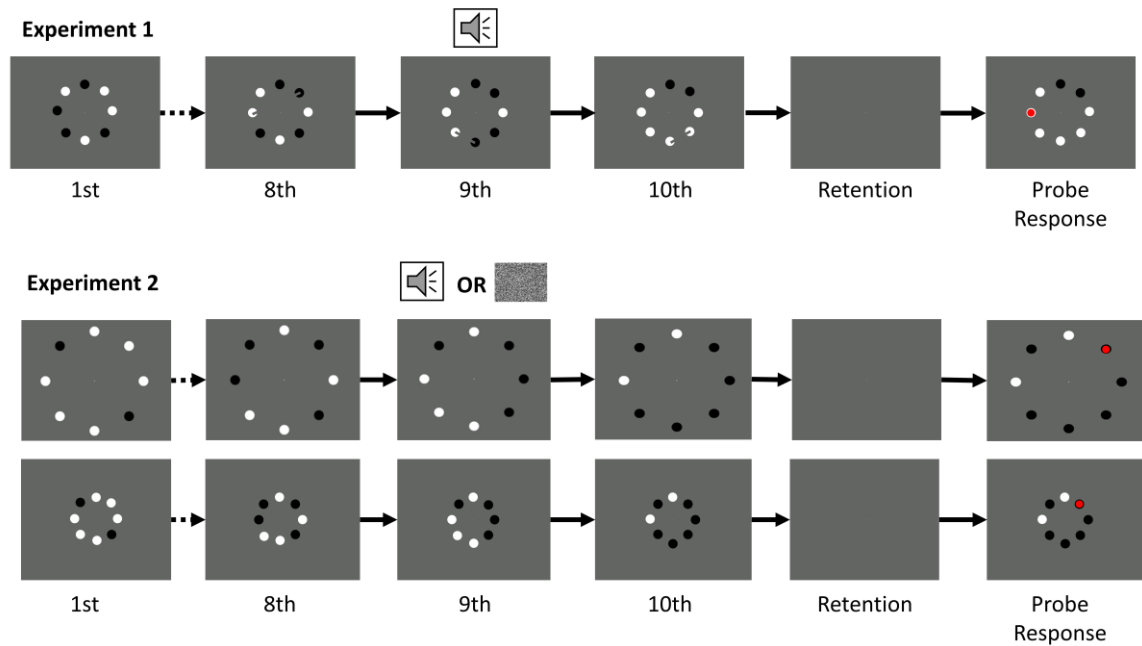 Experiment 1
1st
8th
9th
10th
Retention
Probe
Response
Experiment 2
OR
1st
8th
9th
10th
Retention
Probe
Response